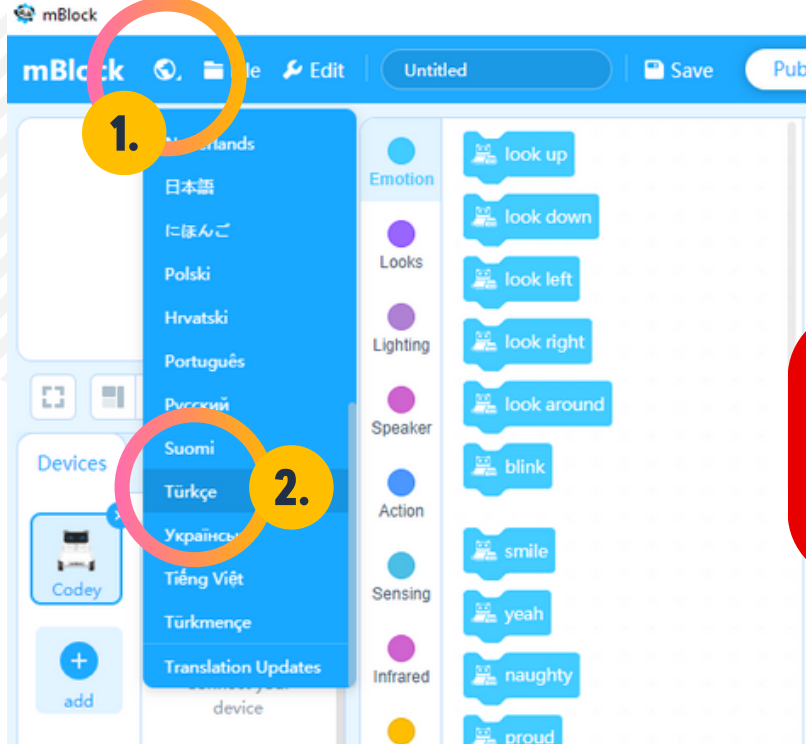 mBlock
mBlock
Edit
Untitled
Save
1.
日本語
にほんご
Polski
Hrvatski
Português
Русский
Suomi
Türkçe
2.
Tiếng Việt
Türkmençe
Translation Updates
device
Devices
Codey
add
Emotion
Looks
Lighting
Speaker
Action
Sensing
Infrared
look up
look down
look left
look right
look around
blink
smile
yeah
naughty
proud